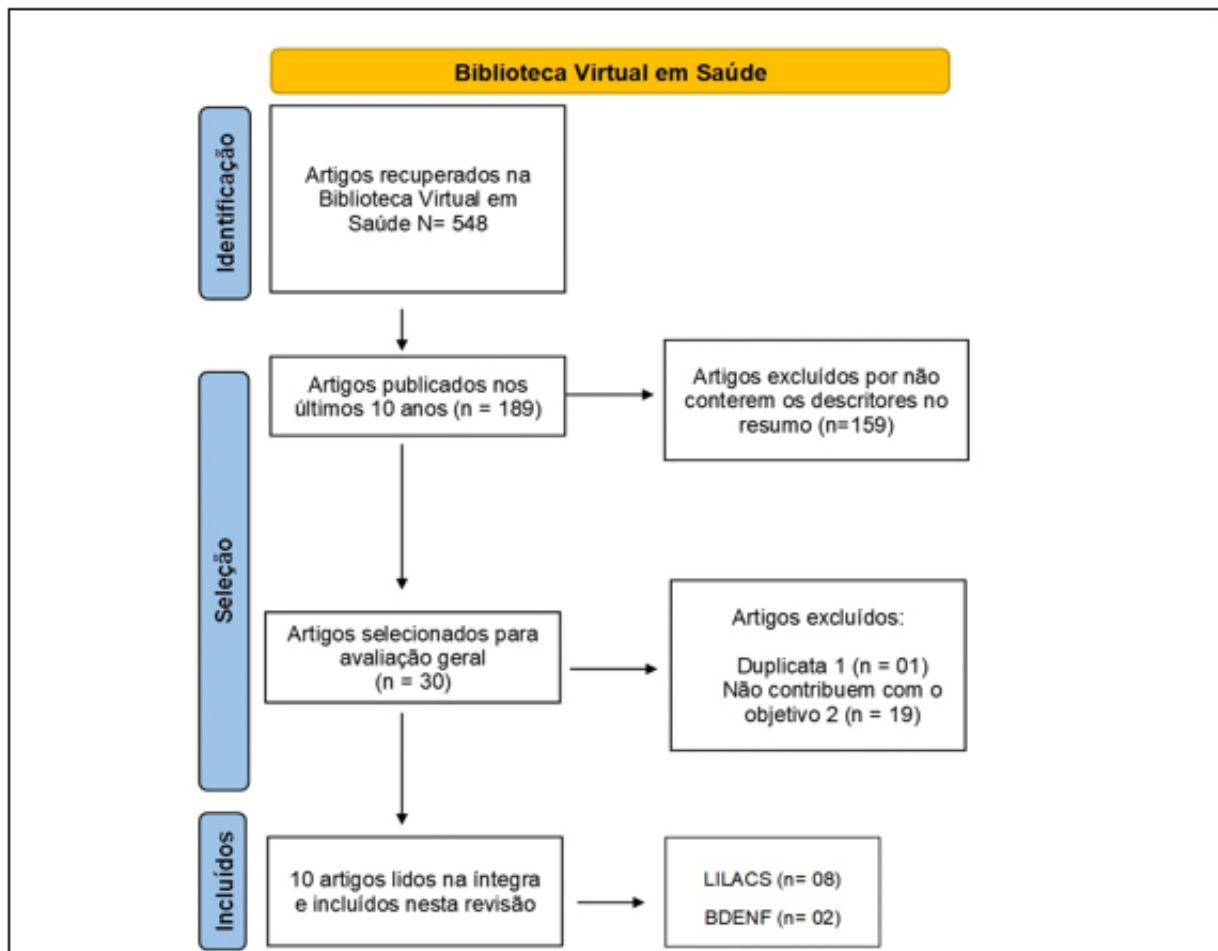 Biblioteca Virtual em Saúde
Identificação
Artigos recuperados na
Biblioteca Virtual em
Saúde N= 548
Seleção
Artigos publicados nos
últimos 10 anos (n = 189)
Artigos excluídos por não
conterem os descritores no
resumo (n=159)
Artigos selecionados para
avaliação geral
(n = 30)
Artigos excluídos:
Duplicata 1 (n = 01)
Não contribuem com o
objetivo 2 (n = 19)
Incluídos
10 artigos lidos na integra
e incluídos nesta revisão
LILACS (n= 08)
BDENF (n= 02)